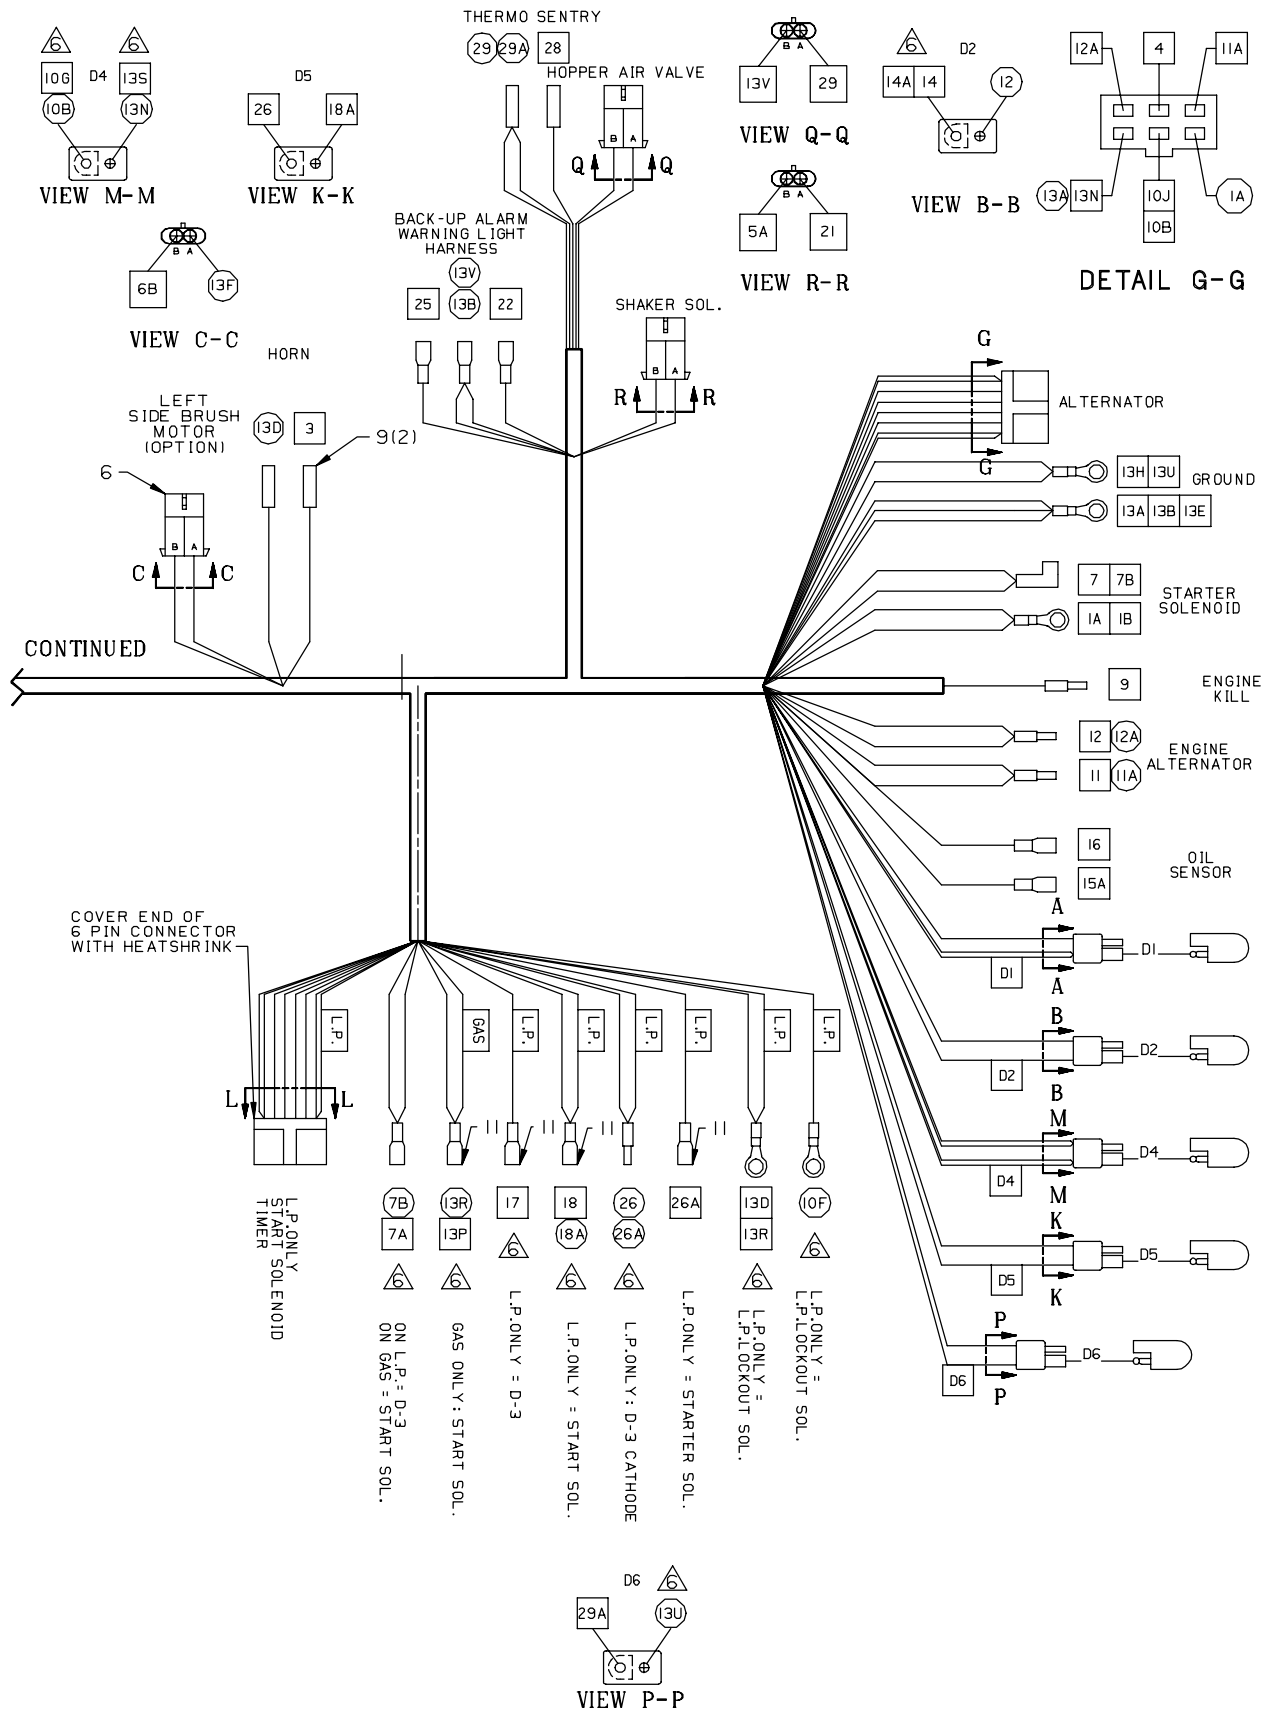 THERMO SENTRY
29 29A 28
HOPPER AIR VALVE
B A
Q Q
6 6
10G D4 13S
10B 13N
VIEW M-M
D5
26 18A
VIEW K-K
B A
13V 29
VIEW Q-Q
6 D2
14A 14 12
VIEW B-B
12A 4 11A
13A 13N 10J 1A
10B
DETAIL G-G
B A
5A 21
VIEW R-R
B A
6B 13F
VIEW C-C
BACK-UP ALARM
WARNING LIGHT
HARNESS
13V
25 13B 22
SHAKER SOL.
B A
R R
HORN
13D 3
9(2)
LEFT
SIDE BRUSH
MOTOR
(OPTION)
6
B A
C C
CONTINUED
G
ALTERNATOR
G
13H 13U GROUND
13A 13B 13E
7 7B STARTER
SOLENOID
1A 1B
9 ENGINE
KILL
12 12A ENGINE
ALTERNATOR
11 11A
16 OIL
SENSOR
15A
A
D1
D1
A
B
D2
D2
B
M
D4
D4
M
K
D5
D5
K
P
D6
D6
P
COVER END OF
6 PIN CONNECTOR
WITH HEATSHRINK
L.P. GAS L.P. L.P. L.P. L.P. L.P. L.P.
L L
11 11 11 11
7B 13R 17 18 26 26A 13D 10F
7A 13P 18A 26A 13R
6 6 6 6 6 6 6
L.P.ONLY
START SOLENOID
TIMER
ON L.P.= D-3
ON GAS = START SOL.
GAS ONLY: START SOL.
L.P.ONLY = D-3
L.P.ONLY = START SOL.
L.P.ONLY: D-3 CATHODE
L.P.ONLY = STARTER SOL.
L.P.ONLY =
L.P.LOCKOUT SOL.
L.P.ONLY =
L.P.LOCKOUT SOL.
D6 6
29A 13U
VIEW P-P